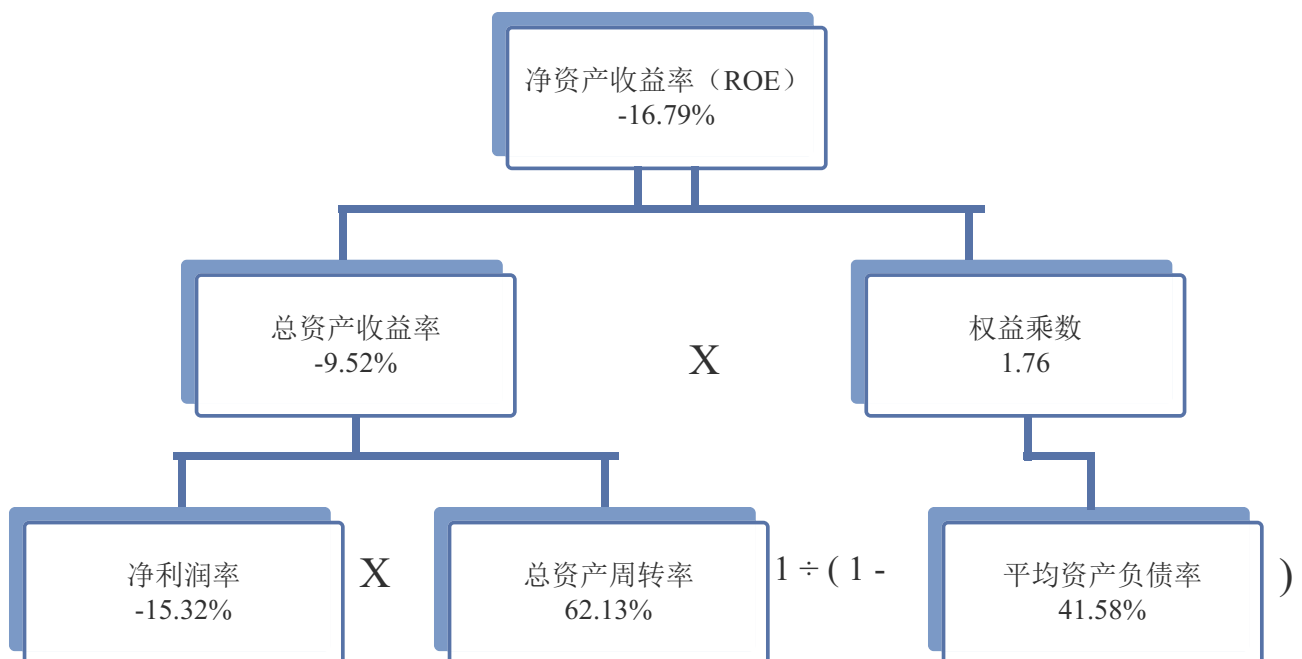 净资产收益率（ROE）
-16.79%
总资产收益率
-9.52%
X
权益乘数
1.76
净利润率
-15.32%
X
总资产周转率
62.13%
1 ÷ ( 1 -
平均资产负债率
41.58%
)